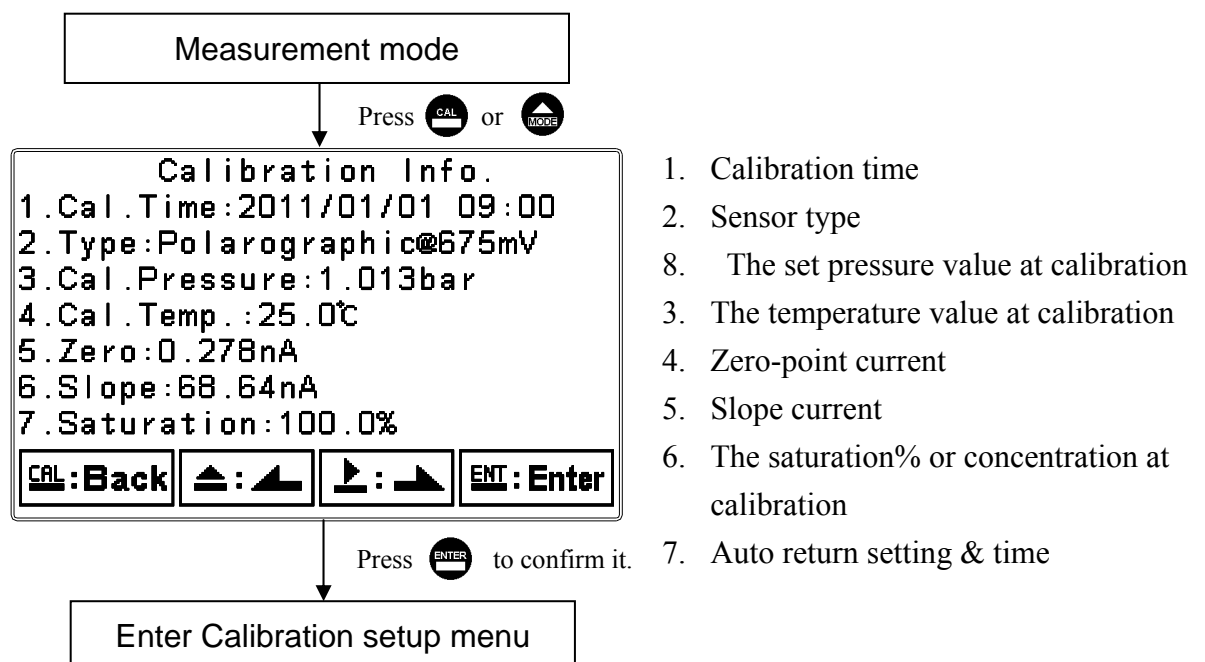 Measurement mode
Press CAL or MODE
Calibration Info.
1.Cal.Time:2011/01/01 09:00
2.Type:Polarographic@675mV
3.Cal.Pressure:1.013bar
4.Cal.Temp.:25.0℃
5.Zero:0.278nA
6.Slope:68.64nA
7.Saturation:100.0%
CAL:Back ▲: ▶: ENT:Enter
Press ENTER to confirm it.
Enter Calibration setup menu
1. Calibration time
2. Sensor type
8. The set pressure value at calibration
3. The temperature value at calibration
4. Zero-point current
5. Slope current
6. The saturation% or concentration at
calibration
7. Auto return setting & time